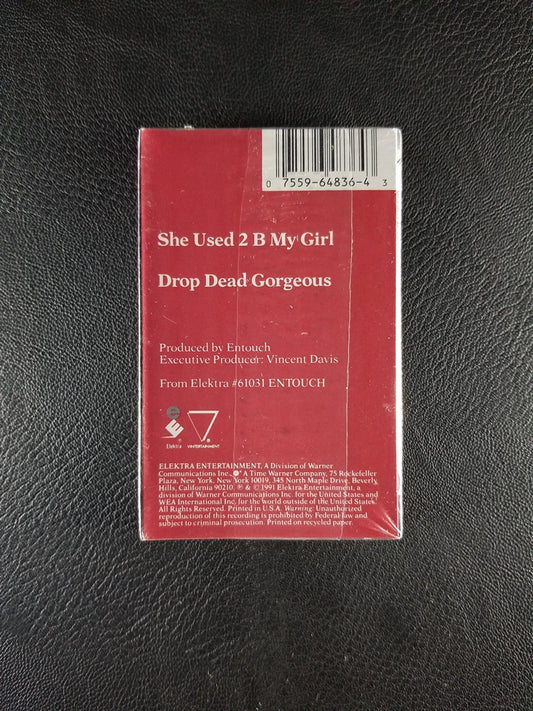 0 7559-64836-4 3
She Used 2 B My Girl
Drop Dead Gorgeous
Produced by Entouch
Executive Producer: Vincent Davis
From Elektra #61031 ENTOUCH
Elektra
VINTERTAINMENT
ELEKTRA ENTERTAINMENT, A Division of Warner
Communications Inc. A Time Warner Company, 75 Rockefeller
Plaza, New York, New York 10019, 345 North Maple Drive, Beverly
Hills, California 90210. ℗ & © 1991 Elektra Entertainment, a
division of Warner Communications Inc. for the United States and
WEA International Inc. for the world outside of the United States.
All Rights Reserved. Printed in U.S.A. Warning: Unauthorized
reproduction of this recording is prohibited by Federal law and
subject to criminal prosecution. Printed on recycled paper.